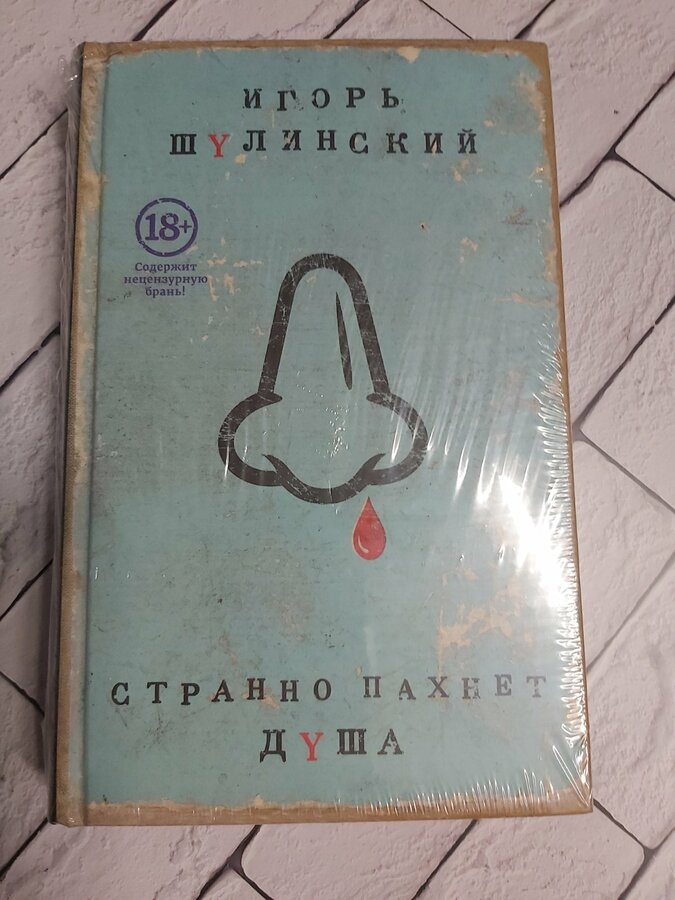 ИГОРЬ
ШУЛИНСКИЙ
18+
Содержит
нецензурную
брань!
СТРАННО ПАХНЕТ
ДУША